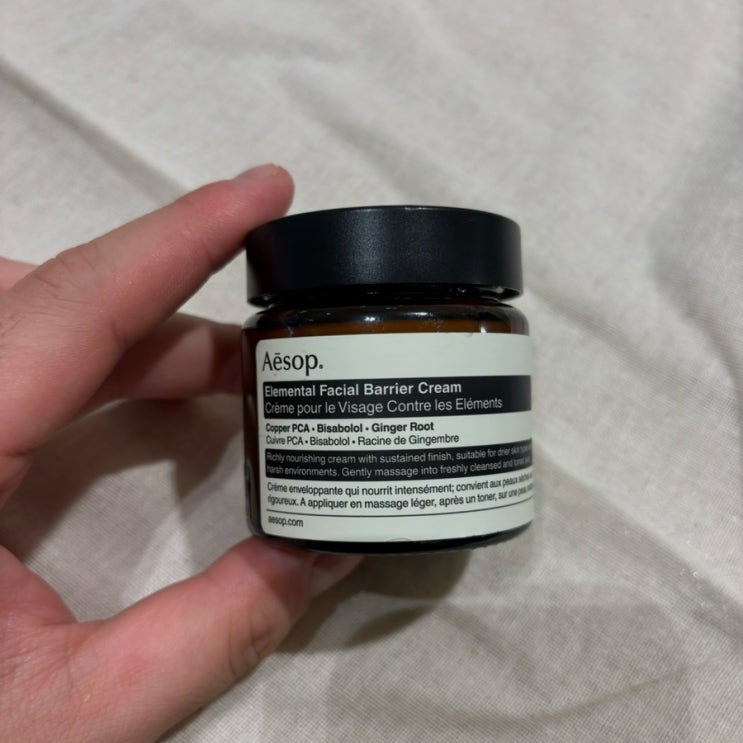 Aēsop.
Elemental Facial Barrier Cream
Crème pour le Visage Contre les Eléments
Copper PCA • Bisabolol • Ginger Root
Cuivre PCA • Bisabolol • Racine de Gingembre
Richly nourishing cream with sustained finish, suitable for drier skin types
harsh environments. Gently massage into freshly cleansed and toned
Crème enveloppante qui nourrit intensément; convient aux peaux sèches
rigoureux. A appliquer en massage léger, après un toner, sur une peau
aesop.com